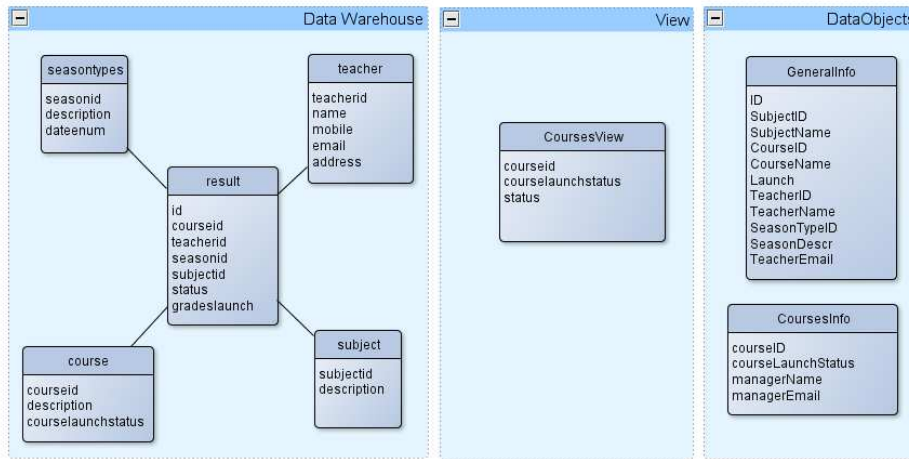 Data Warehouse
seasontypes
seasonid
description
dateenum
teacher
teacherid
name
mobile
email
address
result
id
courseid
teacherid
seasonid
subjectid
status
gradeslaunch
course
courseid
description
courselaunchstatus
subject
subjectid
description
View
CoursesView
courseid
courselaunchstatus
status
DataObjects
GeneralInfo
ID
SubjectID
SubjectName
CourseID
CourseName
Launch
TeacherID
TeacherName
SeasonTypeID
SeasonDescr
TeacherEmail
CoursesInfo
courseID
courseLaunchStatus
managerName
managerEmail